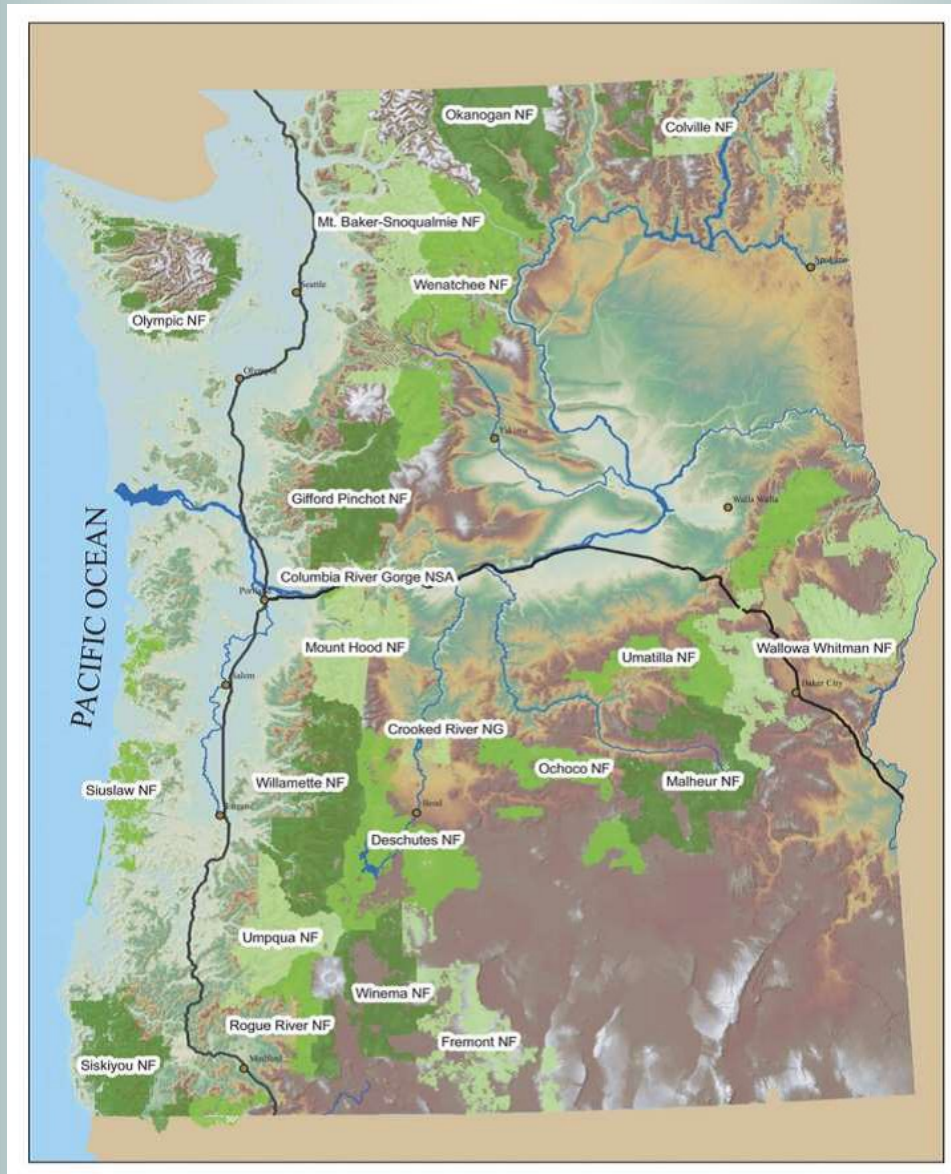 Okanogan NF
Colville NF
Mt. Baker-Snoqualmie NF
Spokane
Wenatchee NF
Seattle
Olympic NF
Olympia
Yakima
Gifford Pinchot NF
Walla Walla
PACIFIC OCEAN
Columbia River Gorge NSA
Portland
Mount Hood NF
Umatilla NF
Wallowa Whitman NF
Salem
Baker City
Crooked River NG
Ochoco NF
Malheur NF
Siuslaw NF
Willamette NF
Bend
Eugene
Deschutes NF
Umpqua NF
Winema NF
Rogue River NF
Fremont NF
Siskiyou NF
Medford